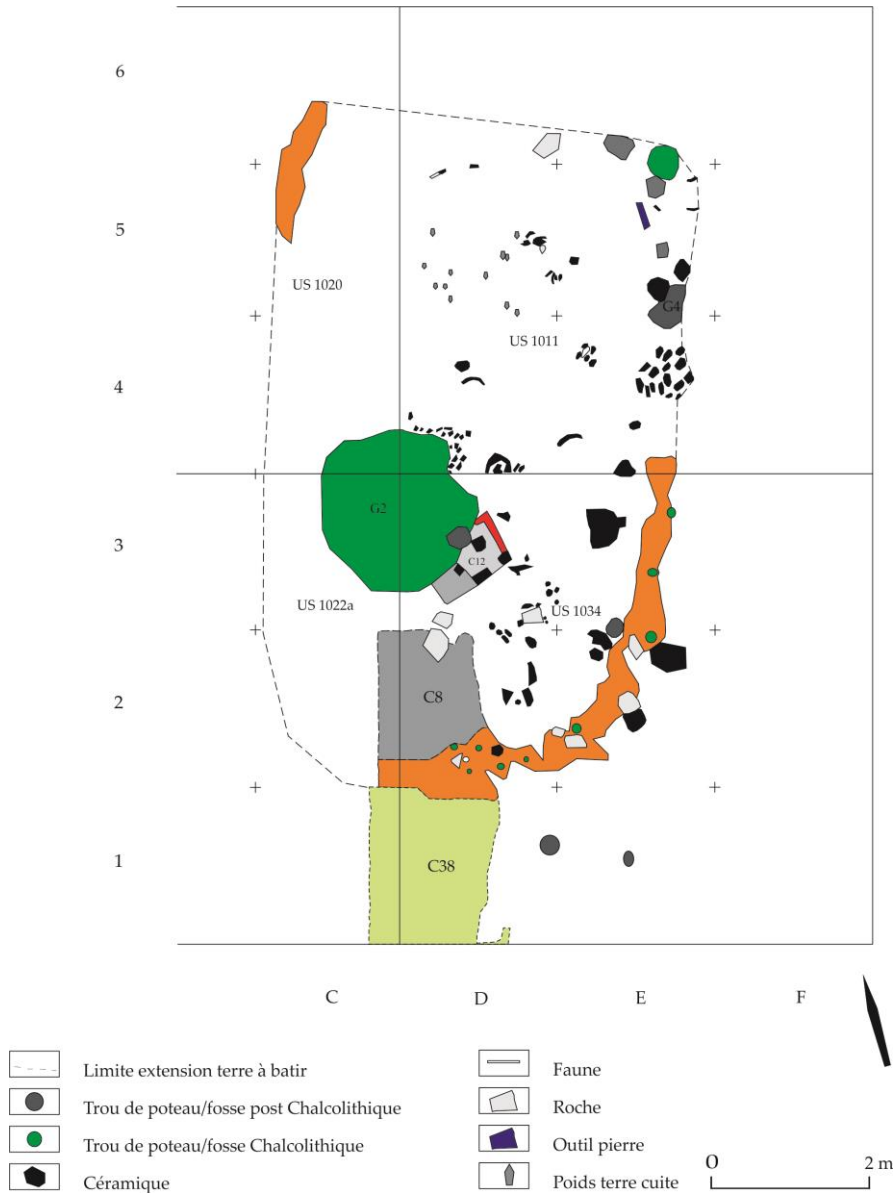 6
5
US 1020
G4
US 1011
4
G2
3
C12
US 1022a
US 1034
C8
2
C38
1
C
D
E
F
Limite extension terre à batir
Trou de poteau/fosse post Chalcolithique
Trou de poteau/fosse Chalcolithique
Céramique
Faune
Roche
Outil pierre
Poids terre cuite
O
2 m